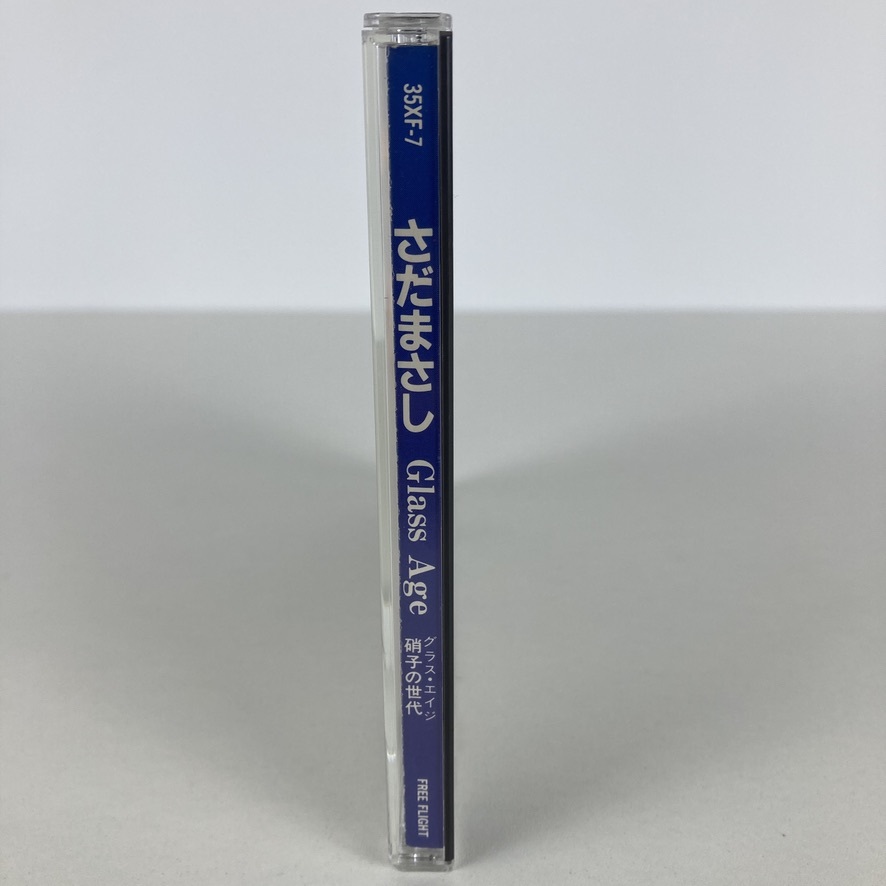 35XF-7
さだまさし
Glass Age
グラス・エイジ
硝子の世代
FREE FLIGHT